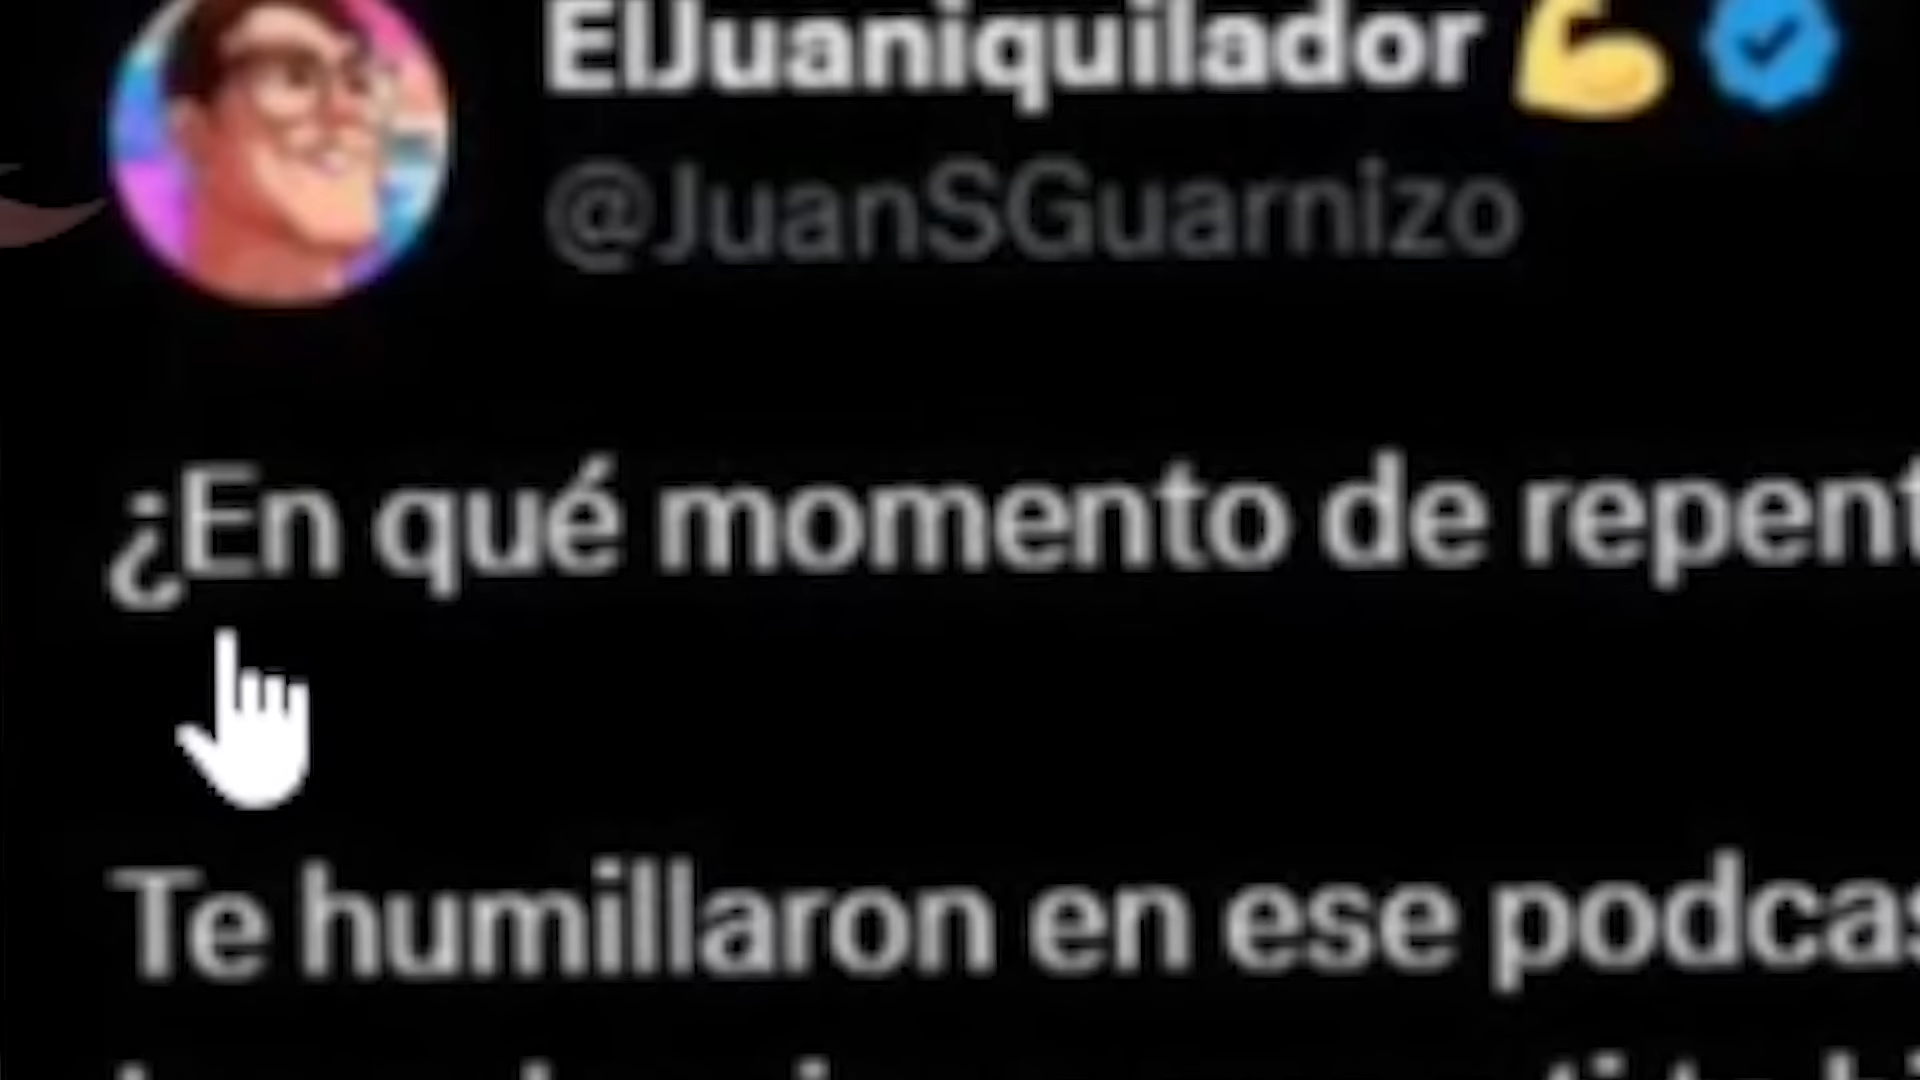 ElJuaniquilador
@JuanSGuarnizo
¿En qué momento de repent
Te humillaron en ese podcas